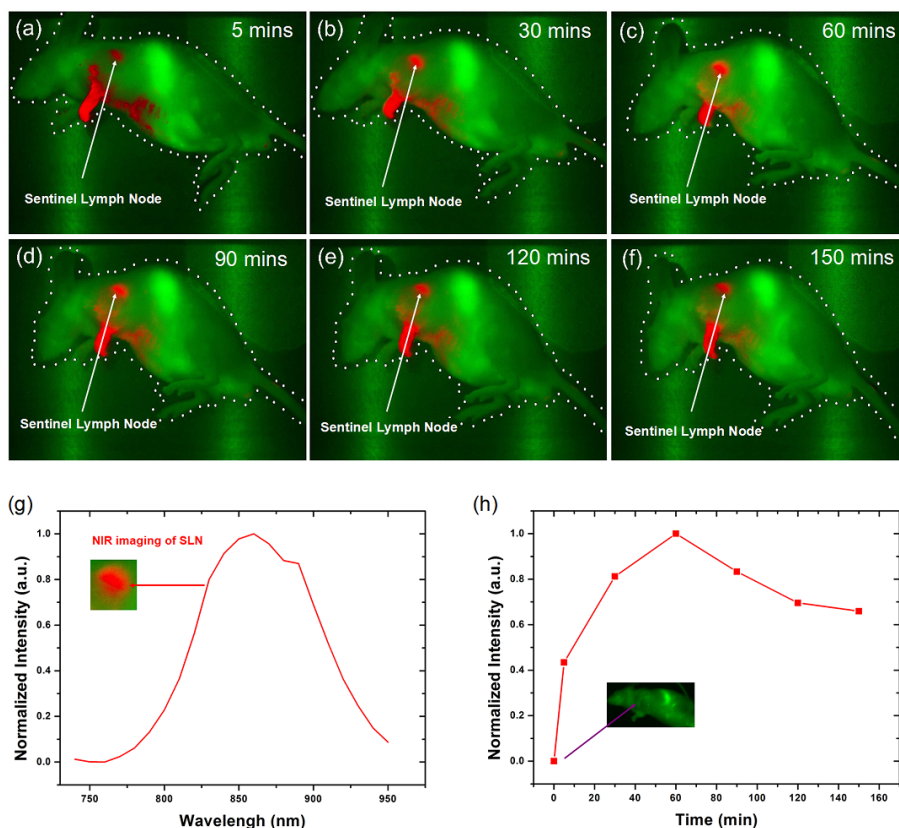 (a) 5 mins
Sentinel Lymph Node
(b) 30 mins
Sentinel Lymph Node
(c) 60 mins
Sentinel Lymph Node
(d) 90 mins
Sentinel Lymph Node
(e) 120 mins
Sentinel Lymph Node
(f) 150 mins
Sentinel Lymph Node
(g)
NIR imaging of SLN
Normalized Intensity (a.u.)
1.0
0.8
0.6
0.4
0.2
0.0
750 800 850 900 950
Wavelengh (nm)
(h)
Normalized Intensity (a.u.)
1.0
0.8
0.6
0.4
0.2
0.0
0 20 40 60 80 100 120 140 160
Time (min)